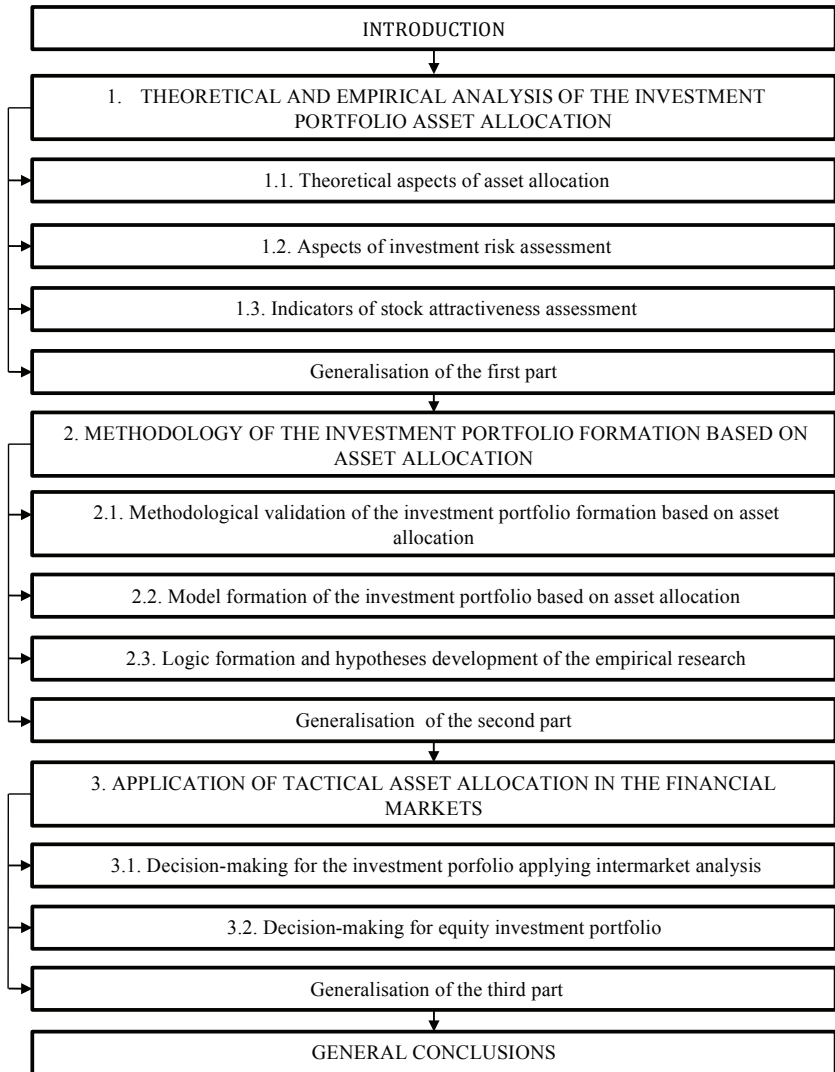 INTRODUCTION
1. THEORETICAL AND EMPIRICAL ANALYSIS OF THE INVESTMENT
PORTFOLIO ASSET ALLOCATION
1.1. Theoretical aspects of asset allocation
1.2. Aspects of investment risk assessment
1.3. Indicators of stock attractiveness assessment
Generalisation of the first part
2. METHODOLOGY OF THE INVESTMENT PORTFOLIO FORMATION BASED ON
ASSET ALLOCATION
2.1. Methodological validation of the investment portfolio formation based on asset
allocation
2.2. Model formation of the investment portfolio based on asset allocation
2.3. Logic formation and hypotheses development of the empirical research
Generalisation of the second part
3. APPLICATION OF TACTICAL ASSET ALLOCATION IN THE FINANCIAL
MARKETS
3.1. Decision-making for the investment porfolio applying intermarket analysis
3.2. Decision-making for equity investment portfolio
Generalisation of the third part
GENERAL CONCLUSIONS